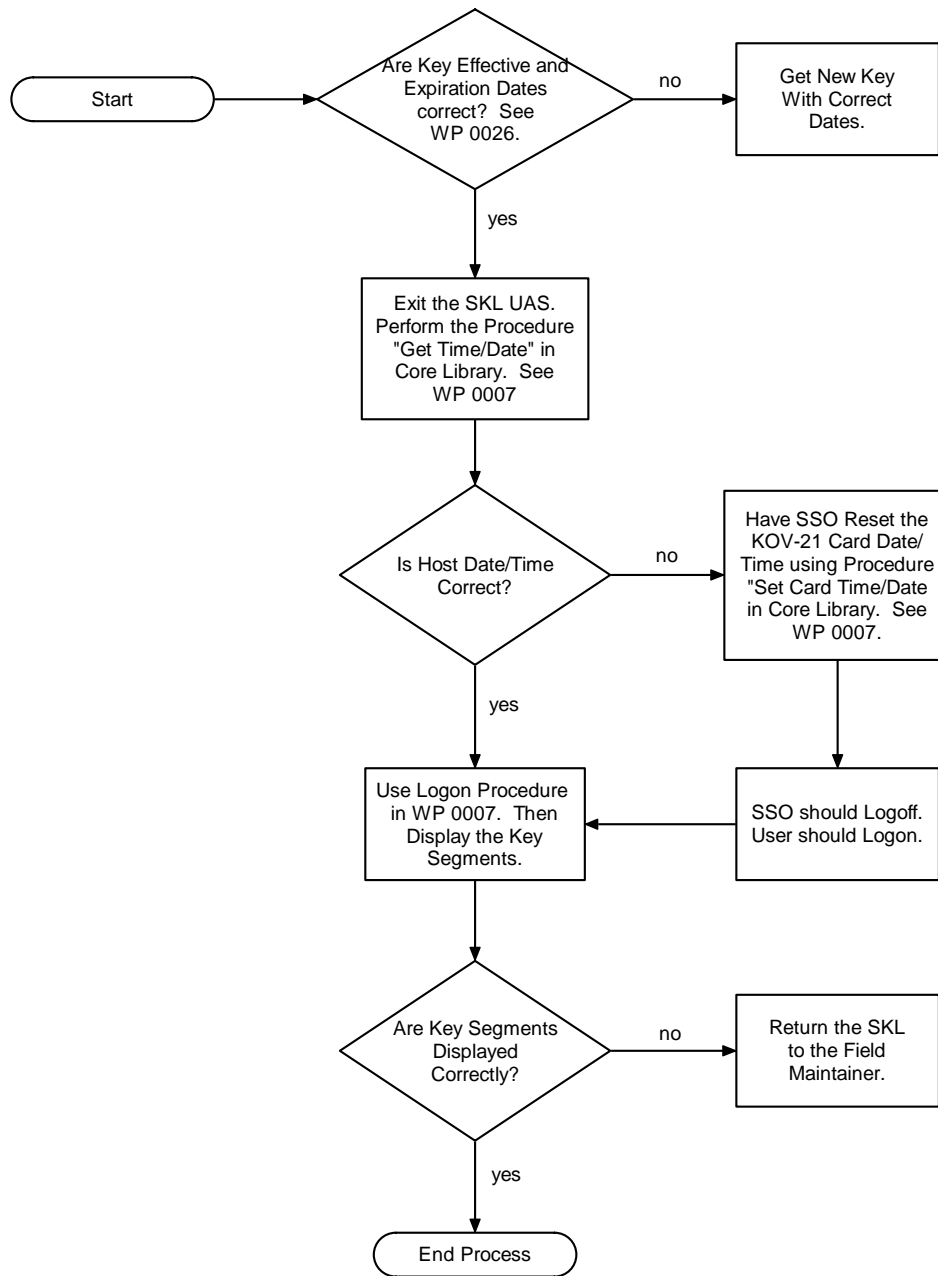 Start
Are Key Effective and
Expiration Dates
correct?  See
WP 0026.
no
Get New Key
With Correct
Dates.
yes
Exit the SKL UAS.
Perform the Procedure
"Get Time/Date" in
Core Library.  See
WP 0007
Is Host Date/Time
Correct?
no
Have SSO Reset the
KOV-21 Card Date/
Time using Procedure
"Set Card Time/Date
in Core Library.  See
WP 0007.
yes
Use Logon Procedure
in WP 0007.  Then
Display the Key
Segments.
SSO should Logoff.
User should Logon.
Are Key Segments
Displayed
Correctly?
no
Return the SKL
to the Field
Maintainer.
yes
End Process